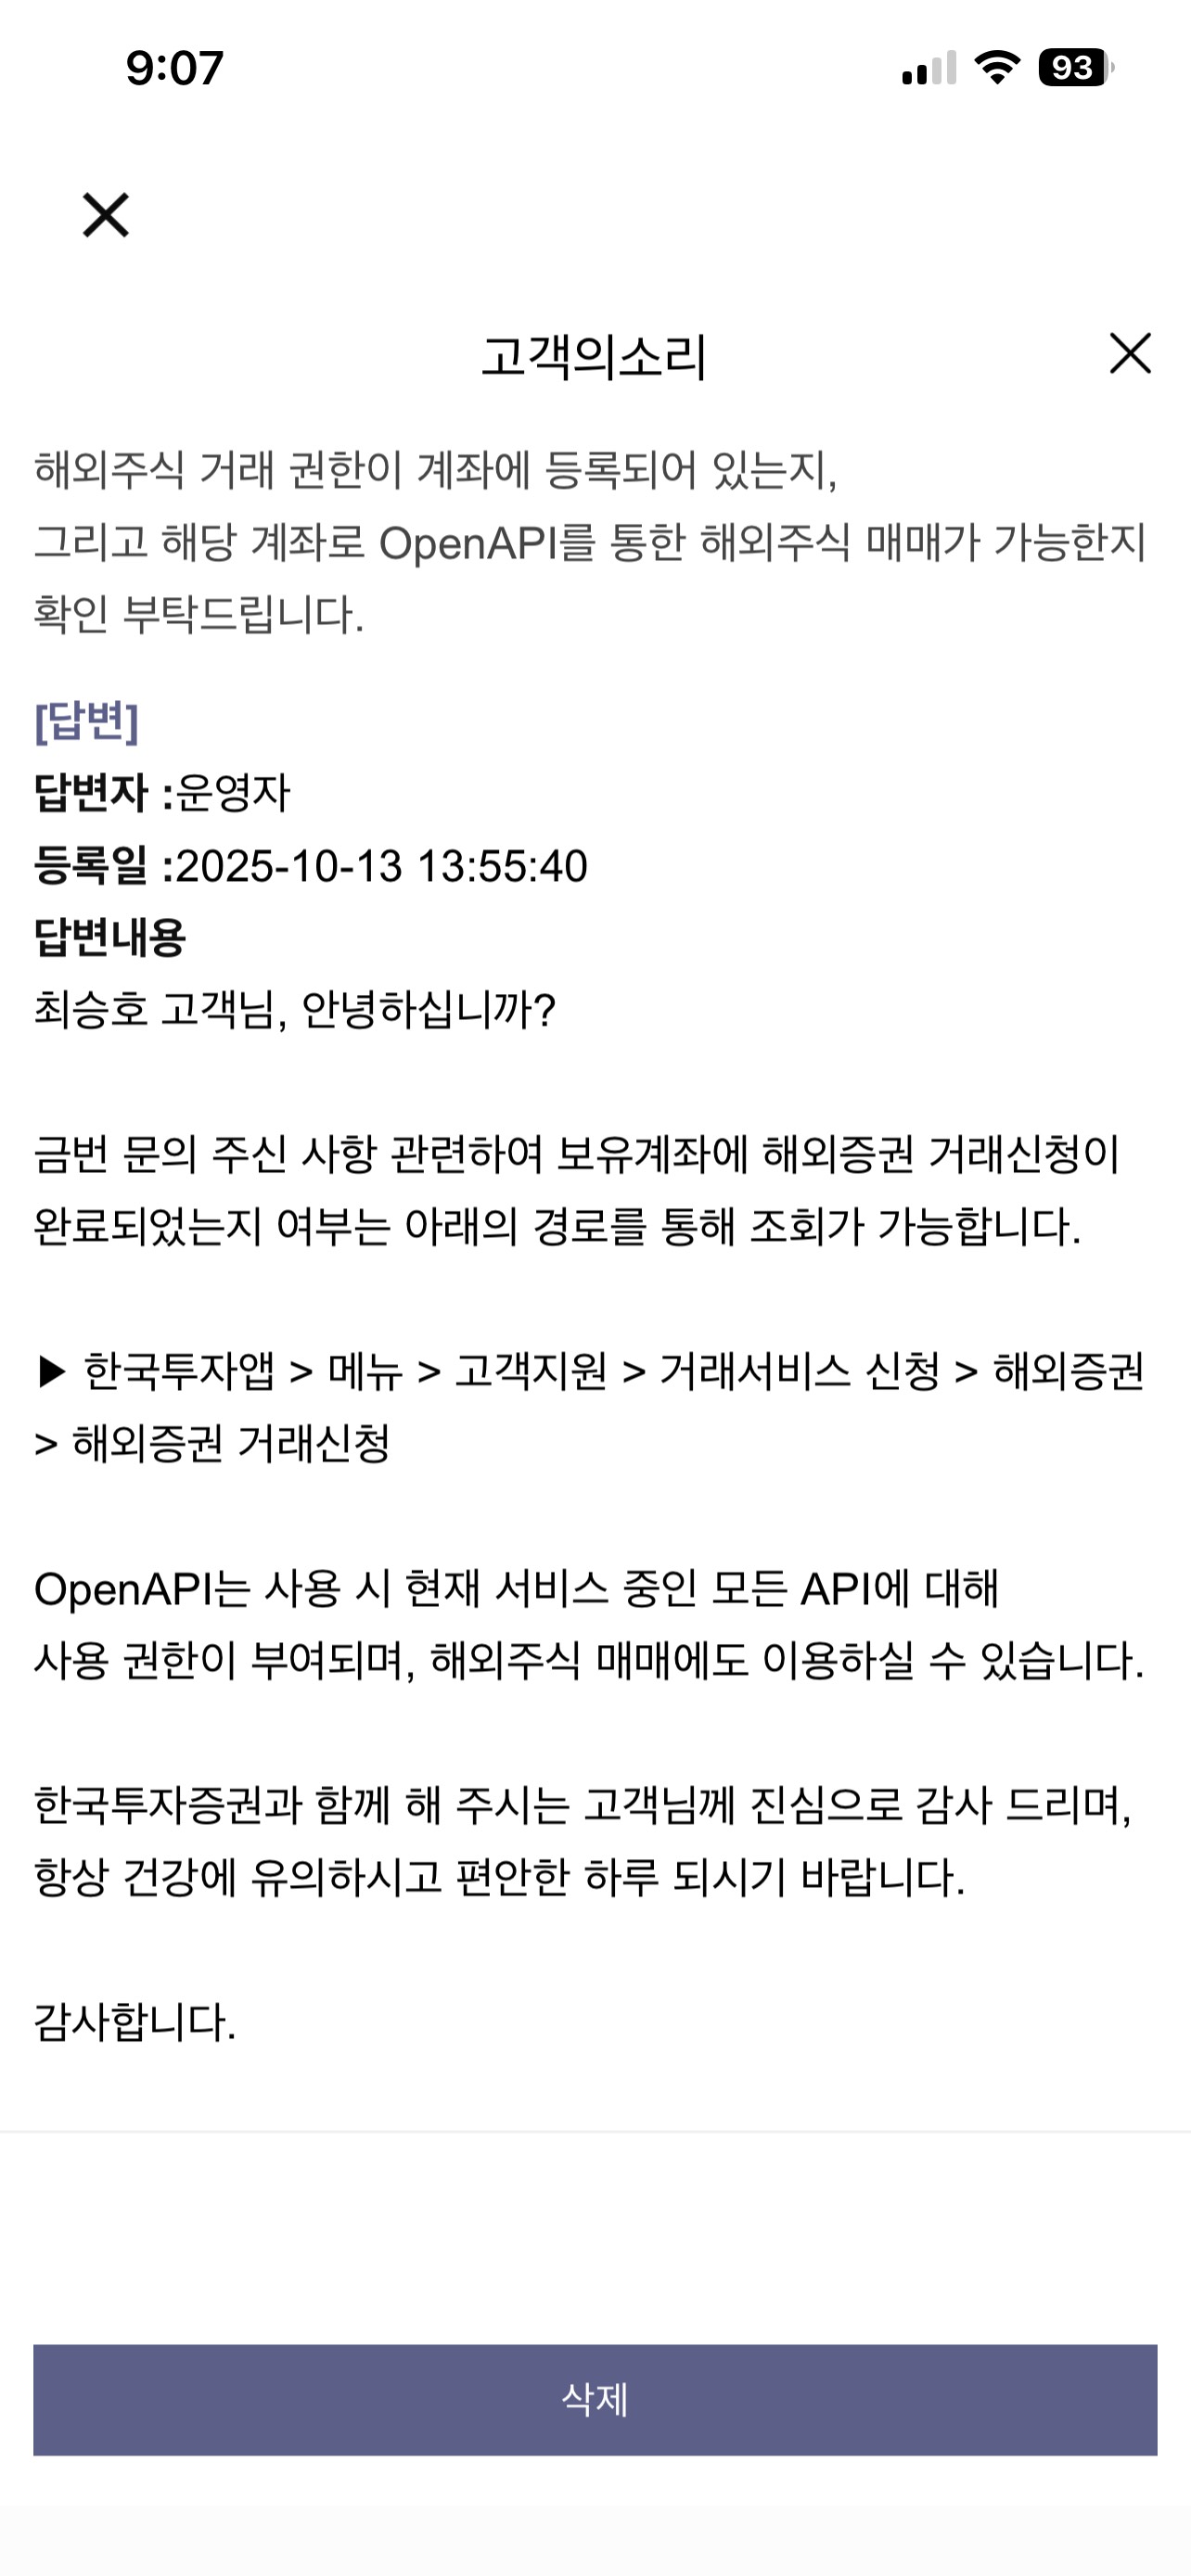 9:07
93
고객의소리
해외주식 거래 권한이 계좌에 등록되어 있는지,
그리고 해당 계좌로 OpenAPI를 통한 해외주식 매매가 가능한지
확인 부탁드립니다.
[답변]
답변자 :운영자
등록일 :2025-10-13 13:55:40
답변내용
최승호 고객님, 안녕하십니까?
금번 문의 주신 사항 관련하여 보유계좌에 해외증권 거래신청이
완료되었는지 여부는 아래의 경로를 통해 조회가 가능합니다.
▶ 한국투자앱 > 메뉴 > 고객지원 > 거래서비스 신청 > 해외증권
> 해외증권 거래신청
OpenAPI는 사용 시 현재 서비스 중인 모든 API에 대해
사용 권한이 부여되며, 해외주식 매매에도 이용하실 수 있습니다.
한국투자증권과 함께 해 주시는 고객님께 진심으로 감사 드리며,
항상 건강에 유의하시고 편안한 하루 되시기 바랍니다.
감사합니다.
삭제